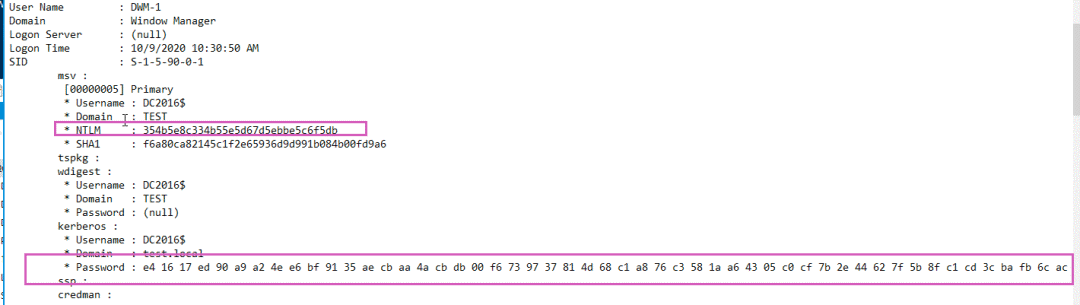 User Name : DWM-1
Domain : Window Manager
Logon Server : (null)
Logon Time : 10/9/2020 10:30:50 AM
SID : S-1-5-90-0-1
msv :
[00000005] Primary
* Username : DC2016$
* Domain : TEST
* NTLM : 354b5e8c334b55e5d67d5ebbe5c6f5db
* SHA1 : f6a80ca82145c1f2e65936d9d991b084b00fd9a6
tspkg :
wdigest :
* Username : DC2016$
* Domain : TEST
* Password : (null)
kerberos :
* Username : DC2016$
* Domain : test.local
* Password : e4 16 17 ed 90 a9 a2 4e e6 bf 91 35 ae cb aa 4a cb db 00 f6 73 97 37 81 4d 68 c1 a8 76 c3 58 1a a6 43 05 c0 cf 7b 2e 44 62 7f 5b 8f c1 cd 3c ba fb 6c ac
ssp :
credman :